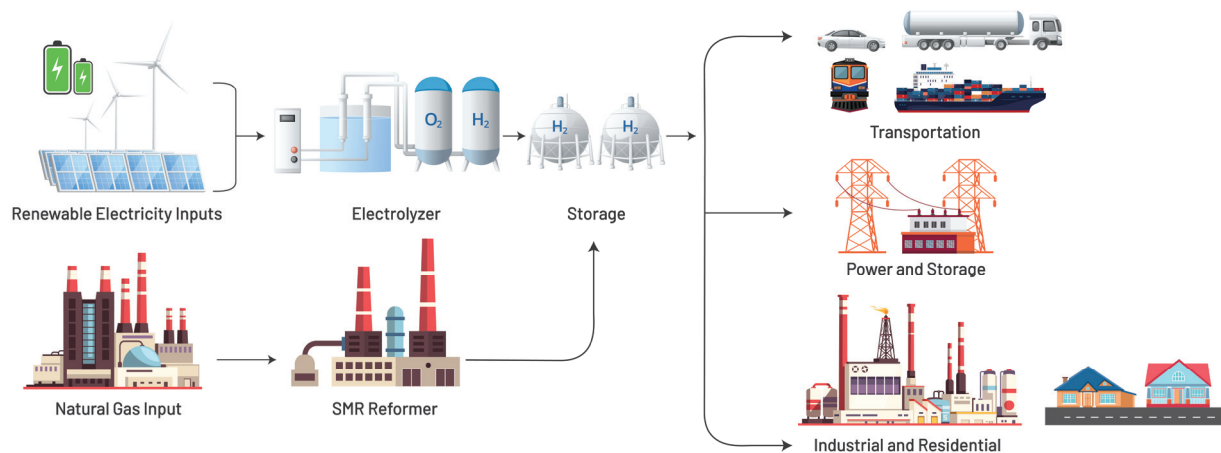 O2
H2
H2
H2
Transportation
Renewable Electricity Inputs
Electrolyzer
Storage
Power and Storage
Natural Gas Input
SMR Reformer
Industrial and Residential